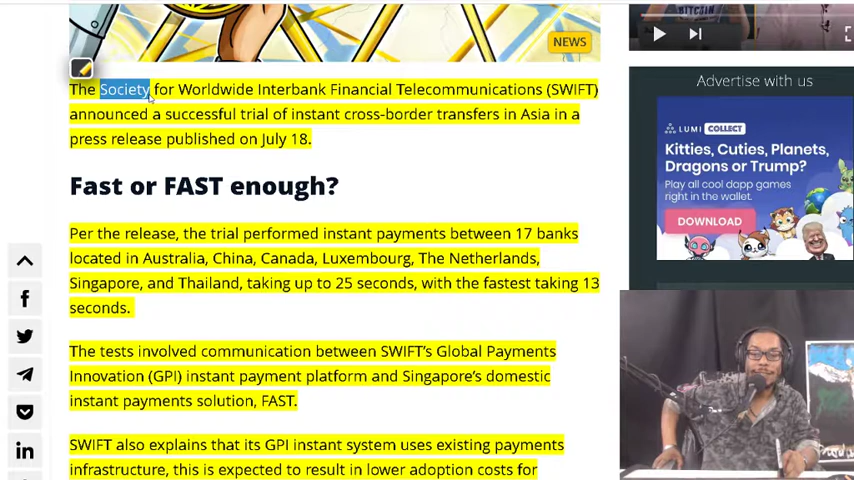 BITCOIN
NEWS
The Society for Worldwide Interbank Financial Telecommunications (SWIFT)
announced a successful trial of instant cross-border transfers in Asia in a
press release published on July 18.
Fast or FAST enough?
Per the release, the trial performed instant payments between 17 banks
located in Australia, China, Canada, Luxembourg, The Netherlands,
Singapore, and Thailand, taking up to 25 seconds, with the fastest taking 13
seconds.
The tests involved communication between SWIFT’s Global Payments
Innovation (GPI) instant payment platform and Singapore’s domestic
instant payments solution, FAST.
SWIFT also explains that its GPI instant system uses existing payments
infrastructure, this is expected to result in lower adoption costs for
Advertise with us
LUMI COLLECT
Kitties, Cuties, Planets,
Dragons or Trump?
Play all cool dapp games
right in the wallet.
DOWNLOAD